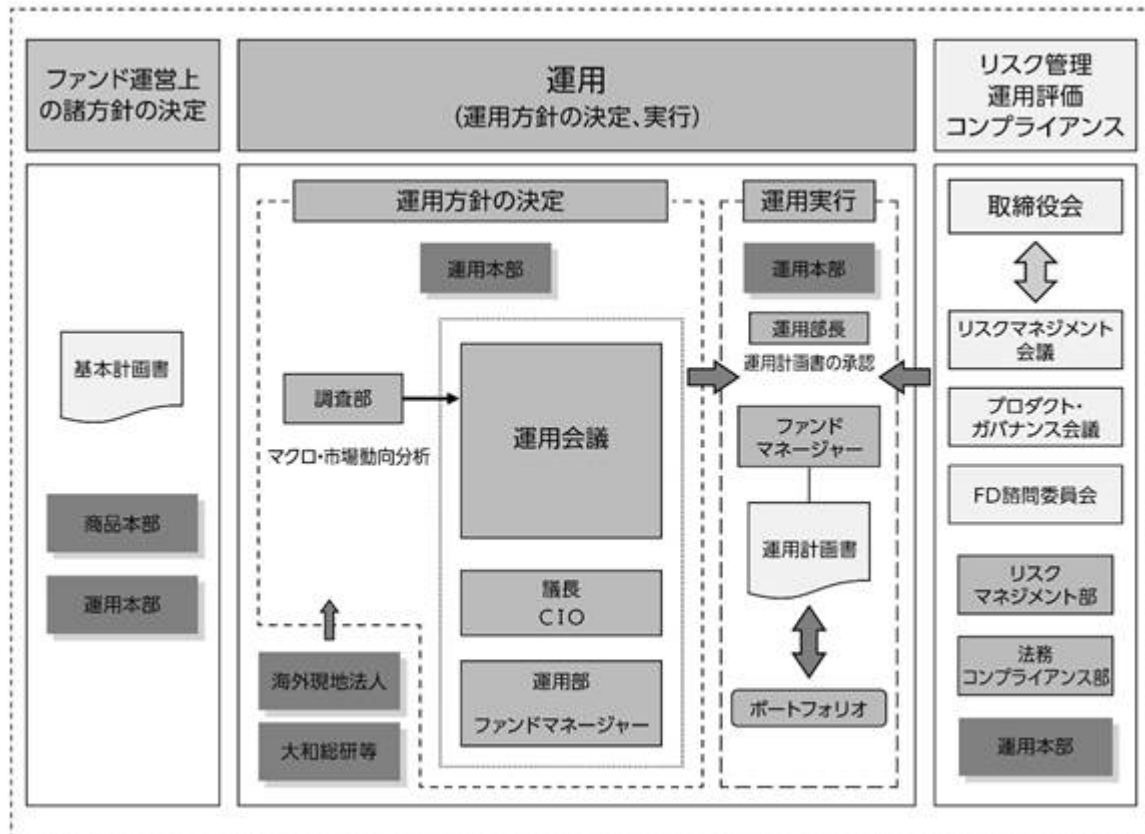 ファンド運営上
の諸方針の決定
運用
(運用方針の決定、実行)
リスク管理
運用評価
コンプライアンス
基本計画書
商品本部
運用本部
運用方針の決定
運用本部
調査部
マクロ・市場動向分析
運用会議
議長
CIO
運用部
ファンドマネージャー
海外現地法人
大和総研等
運用実行
運用本部
運用部長
運用計画書の承認
ファンド
マネージャー
運用計画書
ポートフォリオ
取締役会
リスクマネジメント
会議
プロダクト・
ガバナンス会議
FD諮問委員会
リスク
マネジメント部
法務
コンプライアンス部
運用本部